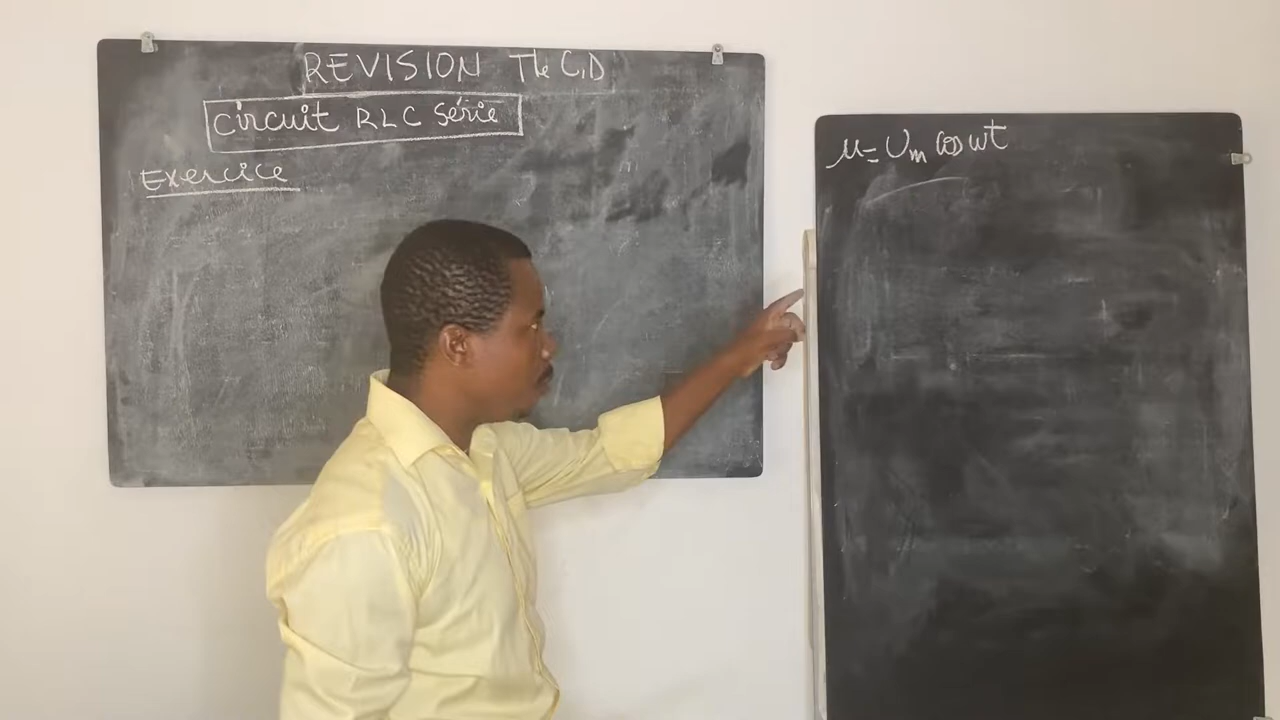 REVISION Tle C,D
Circuit RLC série
Exercice
u = Um cos ωt